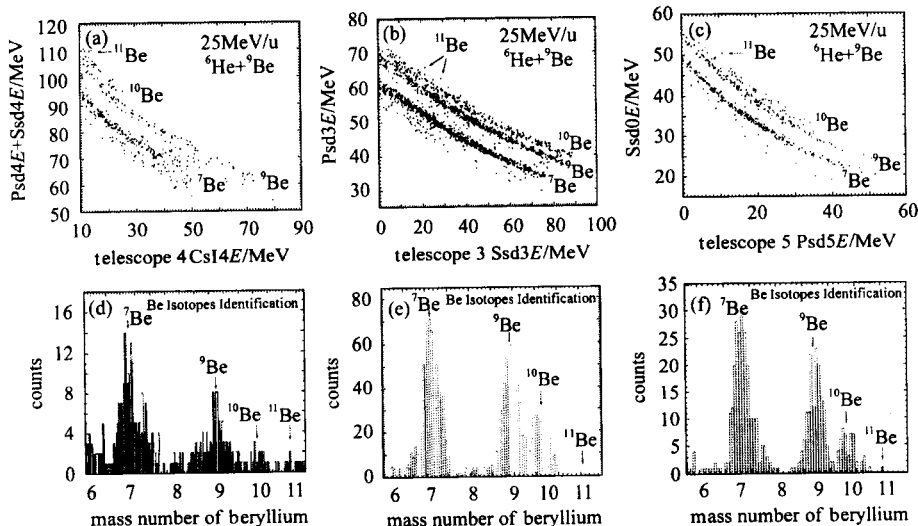 (a)
25MeV/u
⁶He+⁹Be
¹¹Be
¹⁰Be
⁷Be
⁹Be
Psd4E+Ssd4E/MeV
120
110
100
90
80
70
60
50
10
30
50
70
90
telescope 4 CsI4E/MeV
(b)
25MeV/u
⁶He+⁹Be
¹¹Be
¹⁰Be
⁹Be
⁷Be
Psd3E/MeV
80
70
60
50
40
30
0
20
40
60
80
100
telescope 3 Ssd3E/MeV
(c)
25MeV/u
⁶He+⁹Be
¹¹Be
¹⁰Be
⁹Be
⁷Be
Ssd0E/MeV
60
50
40
30
20
0
20
40
60
telescope 5 Psd5E/MeV
(d)
Be Isotopes Identification
⁷Be
⁹Be
¹⁰Be
¹¹Be
counts
16
12
8
4
0
6
7
8
9
10
11
mass number of beryllium
(e)
Be Isotopes Identification
⁷Be
⁹Be
¹⁰Be
¹¹Be
counts
80
60
40
20
0
6
7
8
9
10
11
mass number of beryllium
(f)
Be Isotopes Identification
⁷Be
⁹Be
¹⁰Be
¹¹Be
counts
35
30
25
20
15
10
5
0
6
7
8
9
10
11
mass number of beryllium